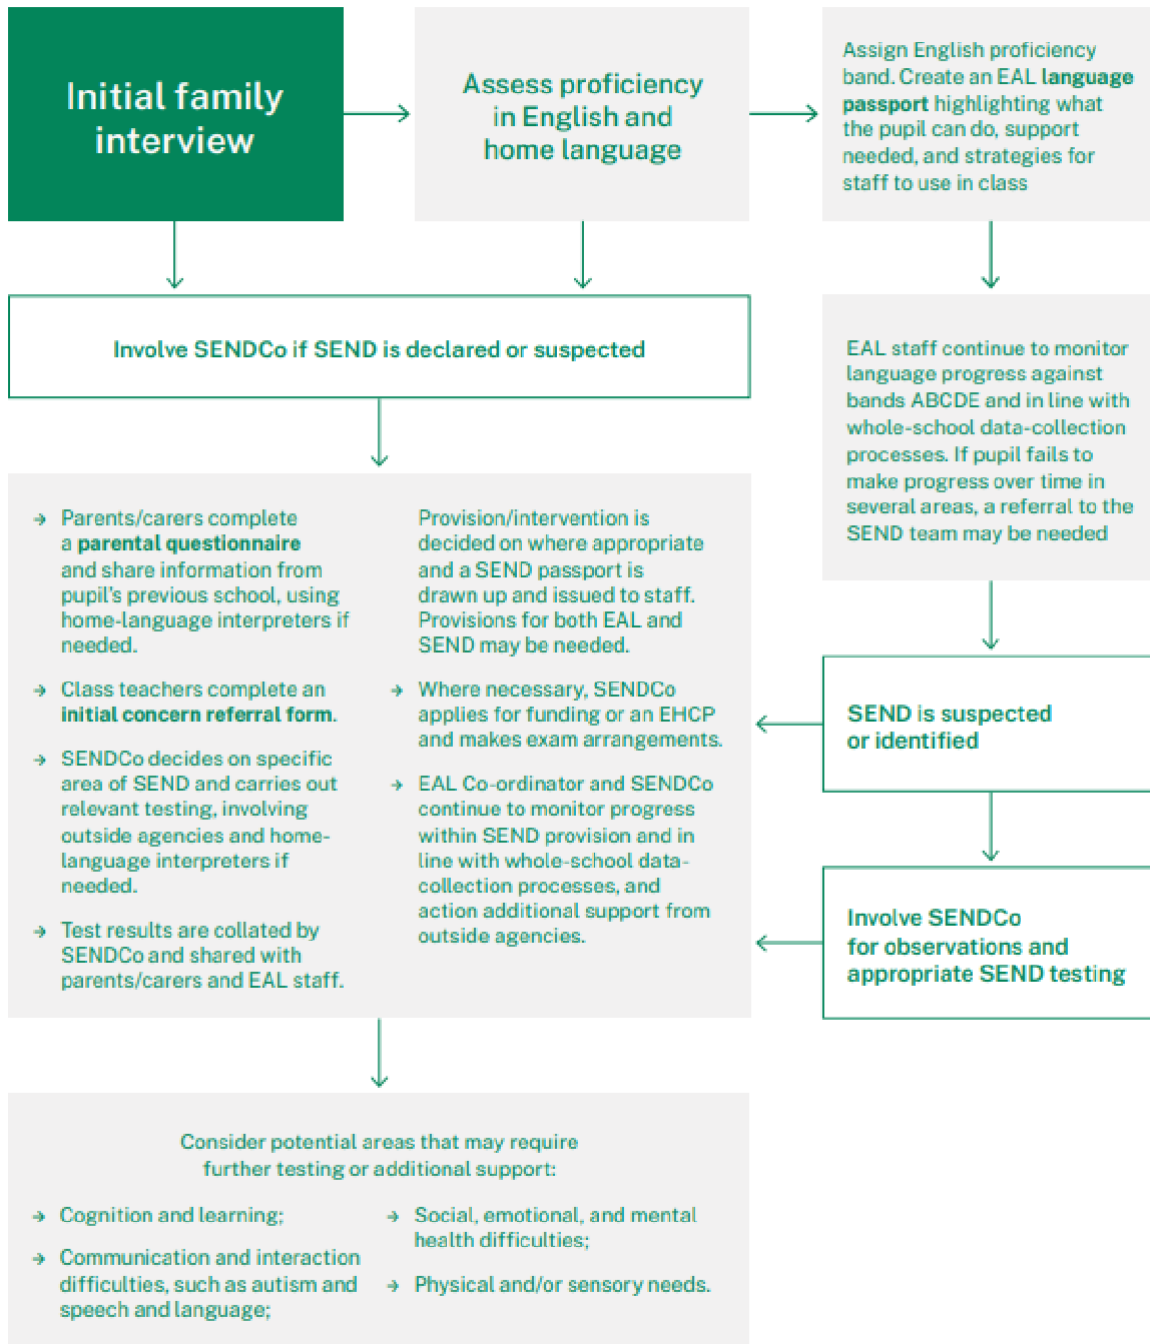 Initial family
interview
Assess proficiency
in English and
home language
Assign English proficiency
band. Create an EAL language
passport highlighting what
the pupil can do, support
needed, and strategies for
staff to use in class
Involve SENDCo if SEND is declared or suspected
EAL staff continue to monitor
language progress against
bands ABCDE and in line with
whole-school data-collection
processes. If pupil fails to
make progress over time in
several areas, a referral to the
SEND team may be needed
→ Parents/carers complete
a parental questionnaire
and share information from
pupil's previous school, using
home-language interpreters if
needed.
→ Class teachers complete an
initial concern referral form.
→ SENDCo decides on specific
area of SEND and carries out
relevant testing, involving
outside agencies and home-
language interpreters if
needed.
→ Test results are collated by
SENDCo and shared with
parents/carers and EAL staff.
Provision/intervention is
decided on where appropriate
and a SEND passport is
drawn up and issued to staff.
Provisions for both EAL and
SEND may be needed.
→ Where necessary, SENDCo
applies for funding or an EHCP
and makes exam arrangements.
→ EAL Co-ordinator and SENDCo
continue to monitor progress
within SEND provision and in
line with whole-school data-
collection processes, and
action additional support from
outside agencies.
SEND is suspected
or identified
Involve SENDCo
for observations and
appropriate SEND testing
Consider potential areas that may require
further testing or additional support:
→ Cognition and learning;
→ Communication and interaction
difficulties, such as autism and
speech and language;
→ Social, emotional, and mental
health difficulties;
→ Physical and/or sensory needs.